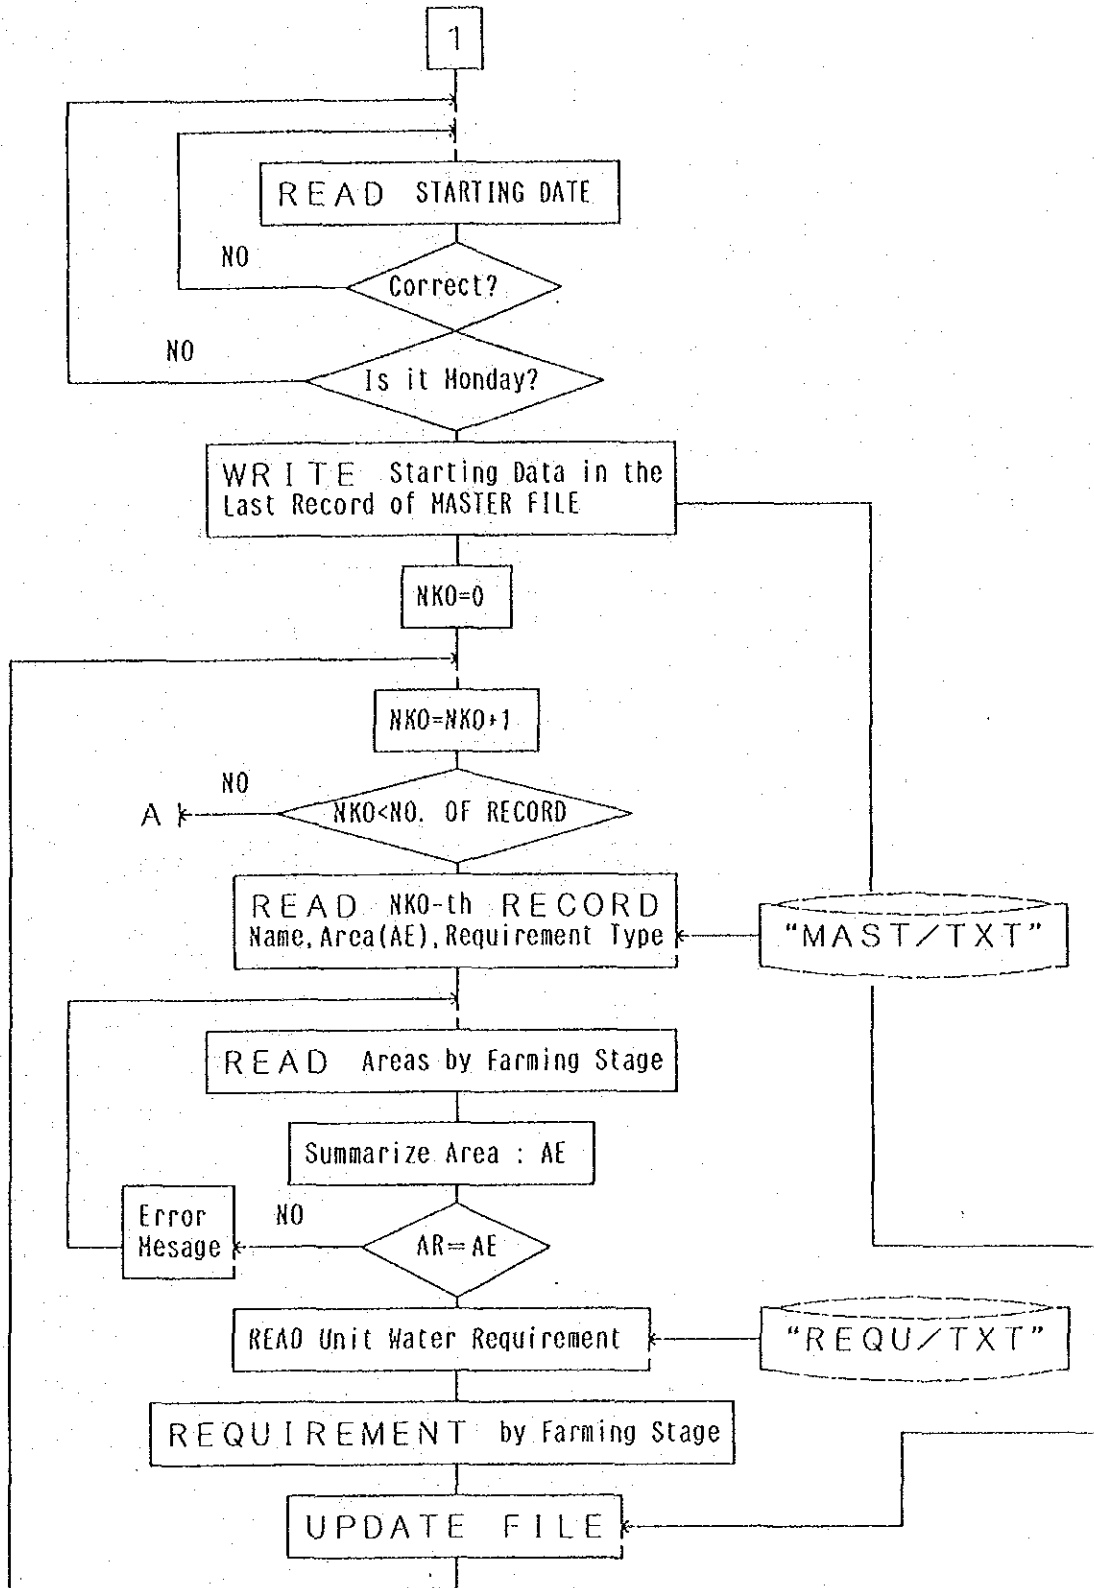 1
READ STARTING DATE
NO
Correct?
NO
Is it Monday?
WRITE Starting Data in the
Last Record of MASTER FILE
NKO=0
NKO=NKO+1
NO
A
NKO<NO. OF RECORD
READ NKO-th RECORD
Name, Area(AE), Requirement Type
"MAST/TXT"
READ Areas by Farming Stage
Summarize Area : AE
Error
Mesage
NO
AR=AE
READ Unit Water Requirement
"REQU/TXT"
REQUIREMENT by Farming Stage
UPDATE FILE